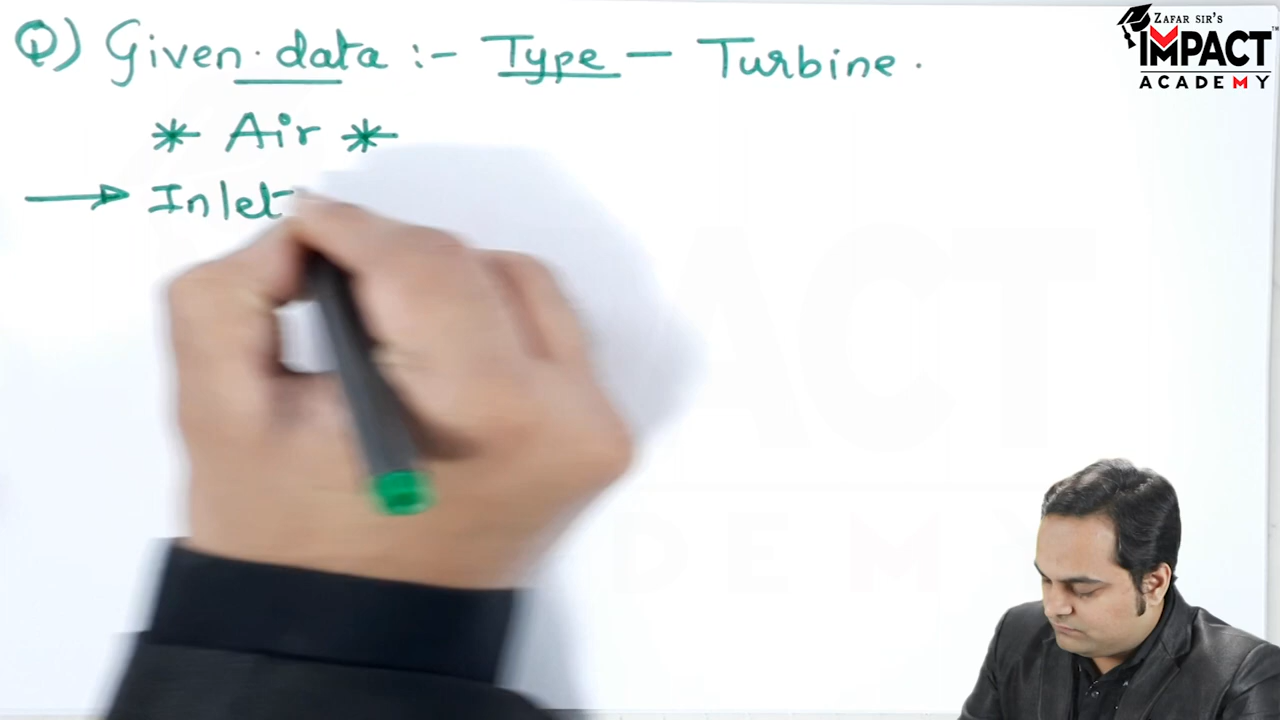 Q) Given data :- Type - Turbine.
* Air *
→ Inlet
ZAFAR SIR'S
IMPACT
ACADEMY